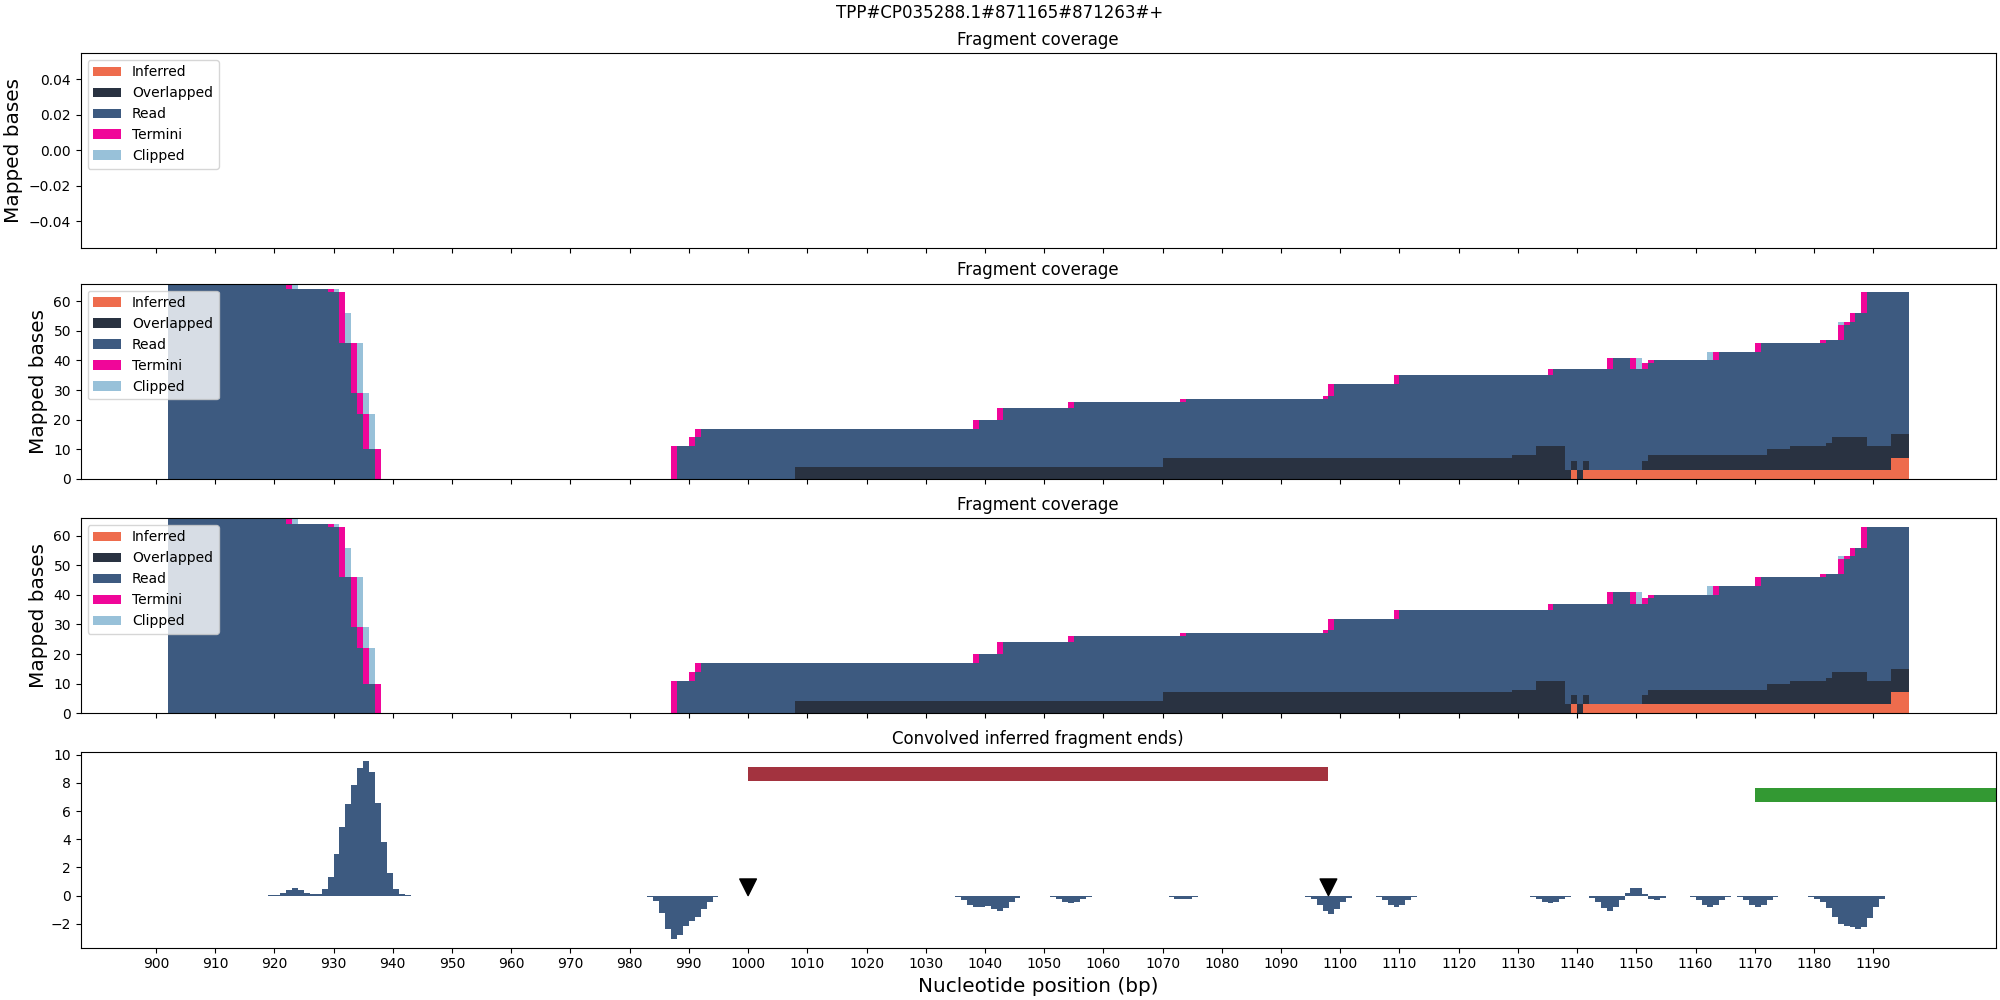 TPP#CP035288.1#871165#871263#+
Fragment coverage
Mapped bases
0.04
0.02
0.00
−0.02
−0.04
Inferred
Overlapped
Read
Termini
Clipped
Fragment coverage
Mapped bases
60
50
40
30
20
10
0
Inferred
Overlapped
Read
Termini
Clipped
Fragment coverage
Mapped bases
60
50
40
30
20
10
0
Inferred
Overlapped
Read
Termini
Clipped
Convolved inferred fragment ends)
10
8
6
4
2
0
−2
900 910 920 930 940 950 960 970 980 990 1000 1010 1020 1030 1040 1050 1060 1070 1080 1090 1100 1110 1120 1130 1140 1150 1160 1170 1180 1190
Nucleotide position (bp)